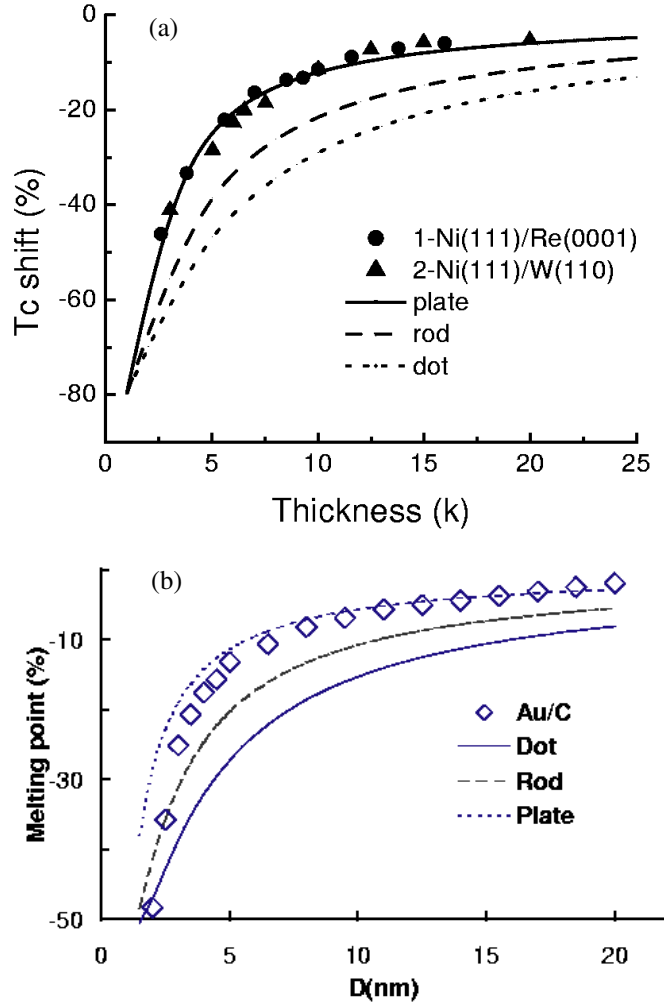 0
(a)
-20
-40
-60
-80
Tc shift (%)
1-Ni(111)/Re(0001)
2-Ni(111)/W(110)
plate
rod
dot
0 5 10 15 20 25
Thickness (k)
(b)
-10
-30
-50
Melting point (%)
Au/C
Dot
Rod
Plate
0 5 10 15 20
D(nm)